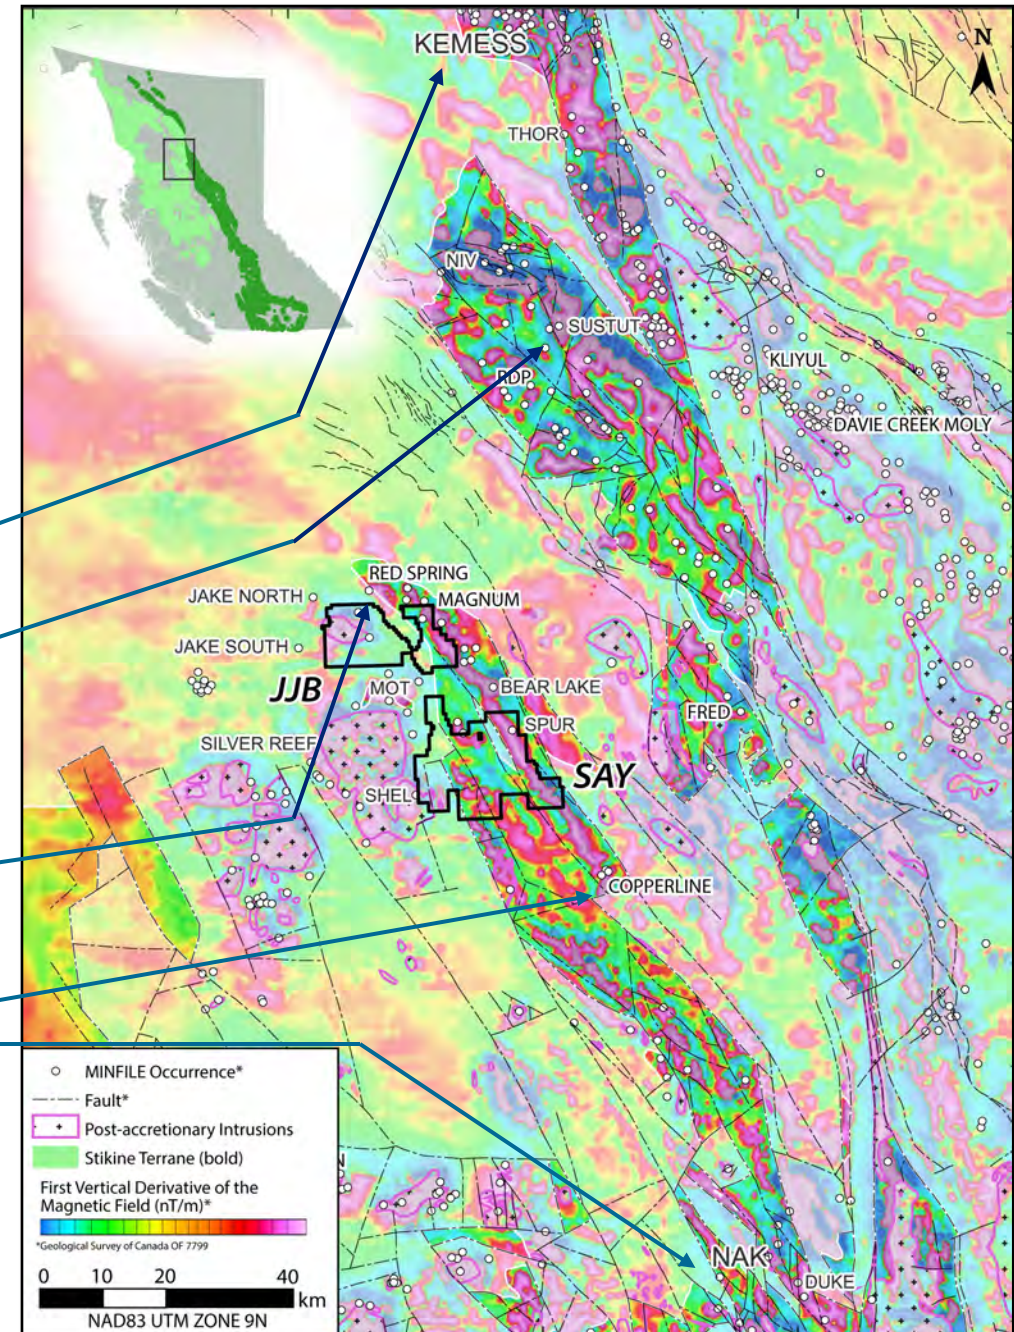 KEMESS
N
THOR
NIV
SUSTUT
RDP
KLIYUL
DAVIE CREEK MOLY
RED SPRING
JAKE NORTH
MAGNUM
JAKE SOUTH
JJB
MOT
BEAR LAKE
FRED
SPUR
SILVER REEF
SAY
SHEL
COPPERLINE
MINFILE Occurrence*
Fault*
Post-accretionary Intrusions
Stikine Terrane (bold)
First Vertical Derivative of the
Magnetic Field (nT/m)*
*Geological Survey of Canada OF 7799
0 10 20 40
km
NAD83 UTM ZONE 9N
N
NAK
DUKE